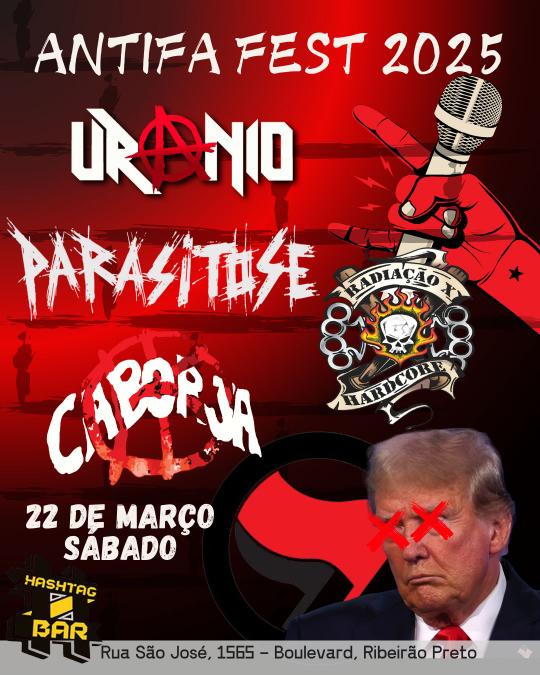 ANTIFA FEST 2025
URANIO
PARASITOSE
RADIAÇÃO X
HARDCORE
CABORJA
22 DE MARÇO
SÁBADO
HASHTAG
BAR
Rua São José, 1565 - Boulevard, Ribeirão Preto